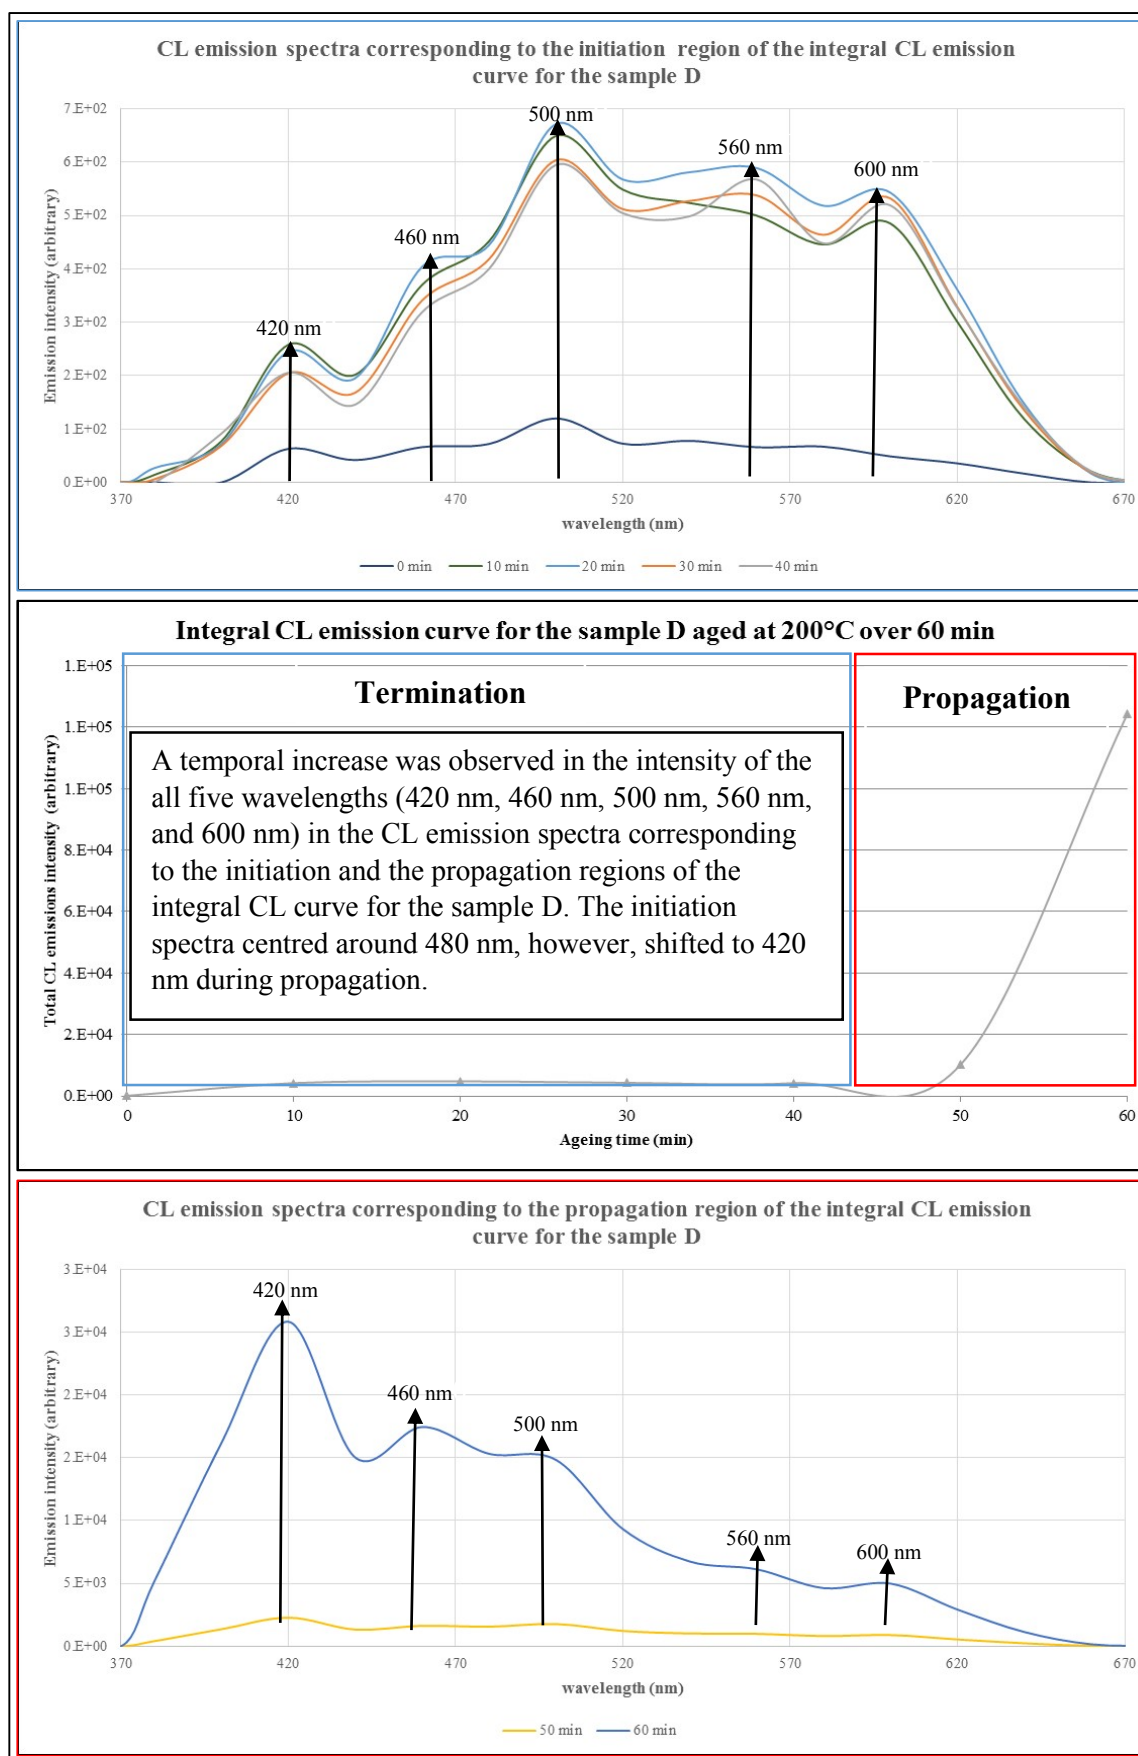 CL emission spectra corresponding to the initiation region of the integral CL emission
curve for the sample D
Emission intensity (arbitrary)
7.E+02
6.E+02
5.E+02
4.E+02
3.E+02
2.E+02
1.E+02
0.E+00
420 nm
460 nm
500 nm
560 nm
600 nm
370
420
470
520
570
620
670
wavelength (nm)
0 min
10 min
20 min
30 min
40 min
Integral CL emission curve for the sample D aged at 200°C over 60 min
Total CL emissions intensity (arbitrary)
1.E+05
1.E+05
1.E+05
8.E+04
6.E+04
4.E+04
2.E+04
0.E+00
Termination
Propagation
A temporal increase was observed in the intensity of the
all five wavelengths (420 nm, 460 nm, 500 nm, 560 nm,
and 600 nm) in the CL emission spectra corresponding
to the initiation and the propagation regions of the
integral CL curve for the sample D. The initiation
spectra centred around 480 nm, however, shifted to 420
nm during propagation.
0
10
20
30
40
50
60
Ageing time (min)
CL emission spectra corresponding to the propagation region of the integral CL emission
curve for the sample D
Emission intensity (arbitrary)
3.E+04
3.E+04
2.E+04
2.E+04
1.E+04
5.E+03
0.E+00
420 nm
460 nm
500 nm
560 nm
600 nm
370
420
470
520
570
620
670
wavelength (nm)
50 min
60 min